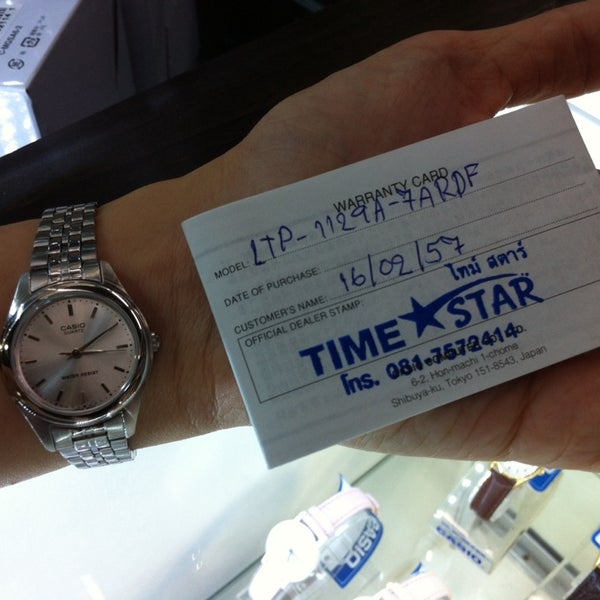 WARRANTY CARD
MODEL: LTP-1129A-7ARDF
DATE OF PURCHASE: 16/02/57
CUSTOMER'S NAME:
OFFICIAL DEALER STAMP:
ไทม์ สตาร์
TIME STAR
โทร. 081-7572414
6-2, Hon-machi 1-chome
Shibuya-ku, Tokyo 151-8543, Japan
CASIO
QUARTZ
WATER RESIST
CASIO
CASIO